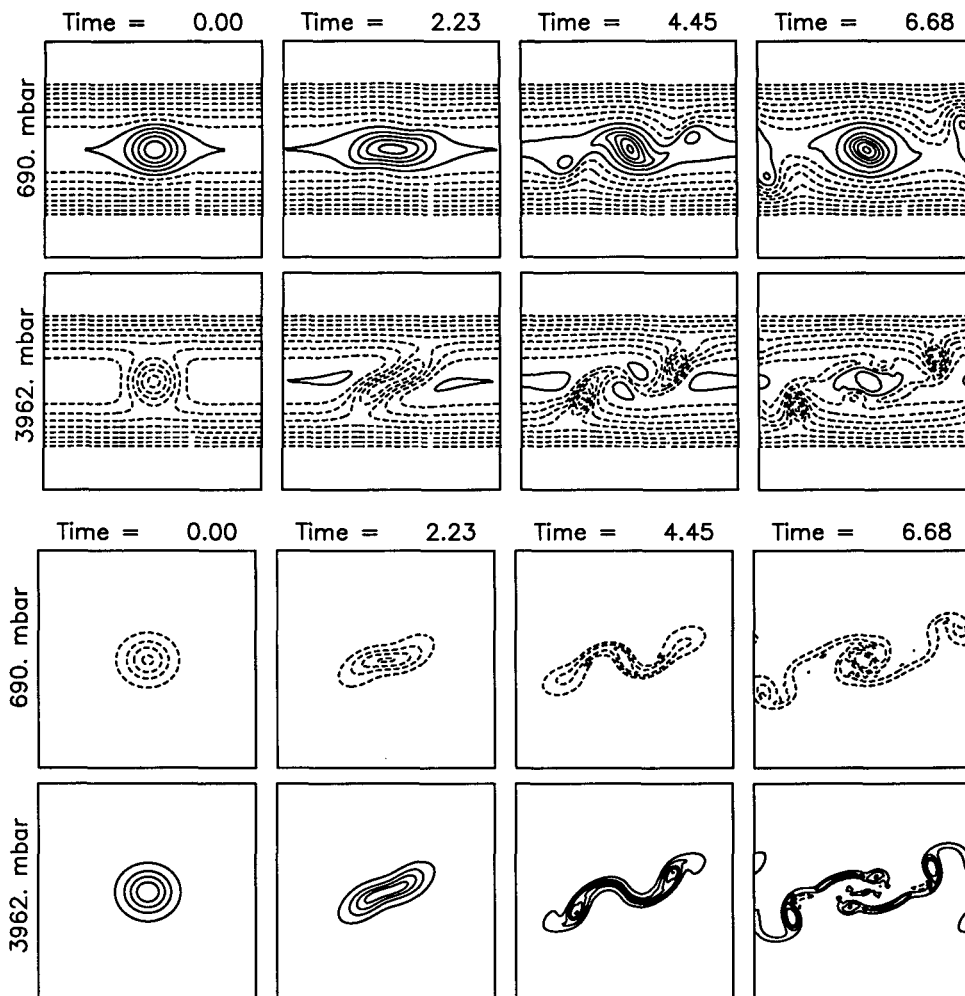 Time = 0.00
Time = 2.23
Time = 4.45
Time = 6.68
690. mbar
3962. mbar
Time = 0.00
Time = 2.23
Time = 4.45
Time = 6.68
690. mbar
3962. mbar